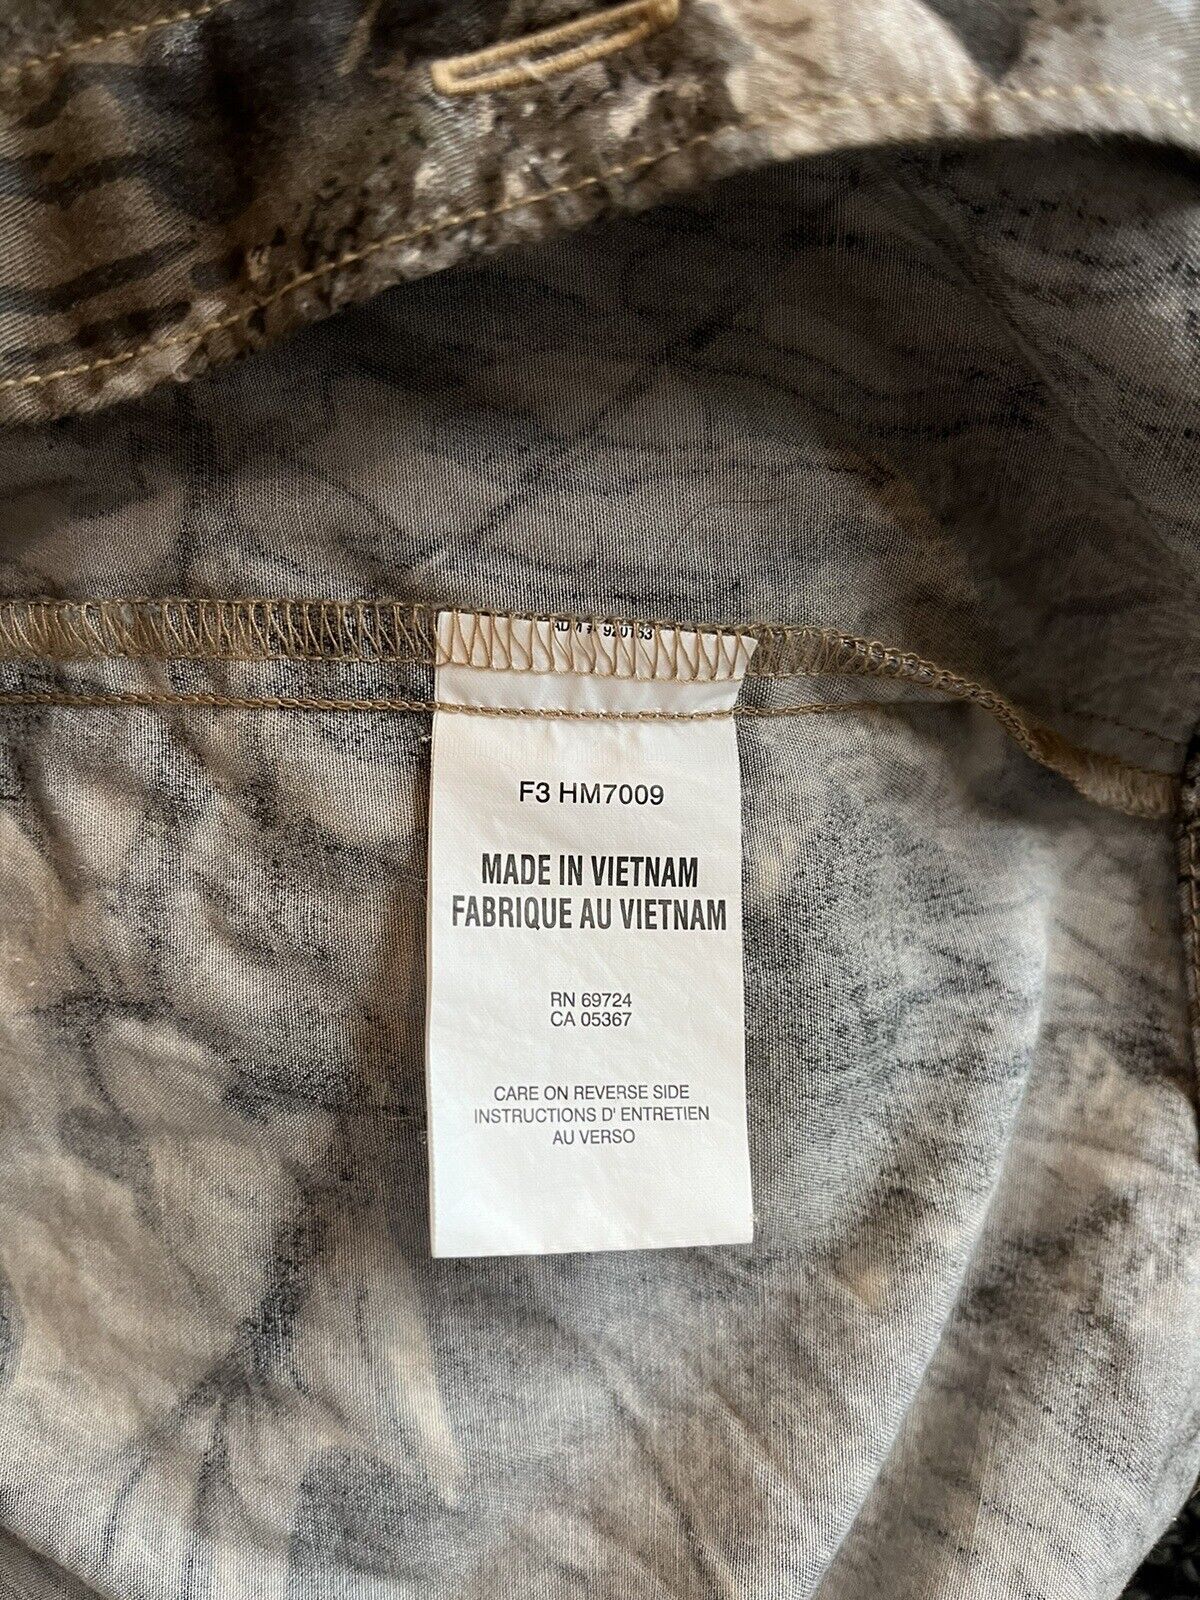 920163
F3 HM7009
MADE IN VIETNAM
FABRIQUE AU VIETNAM
RN 69724
CA 05367
CARE ON REVERSE SIDE
INSTRUCTIONS D' ENTRETIEN
AU VERSO